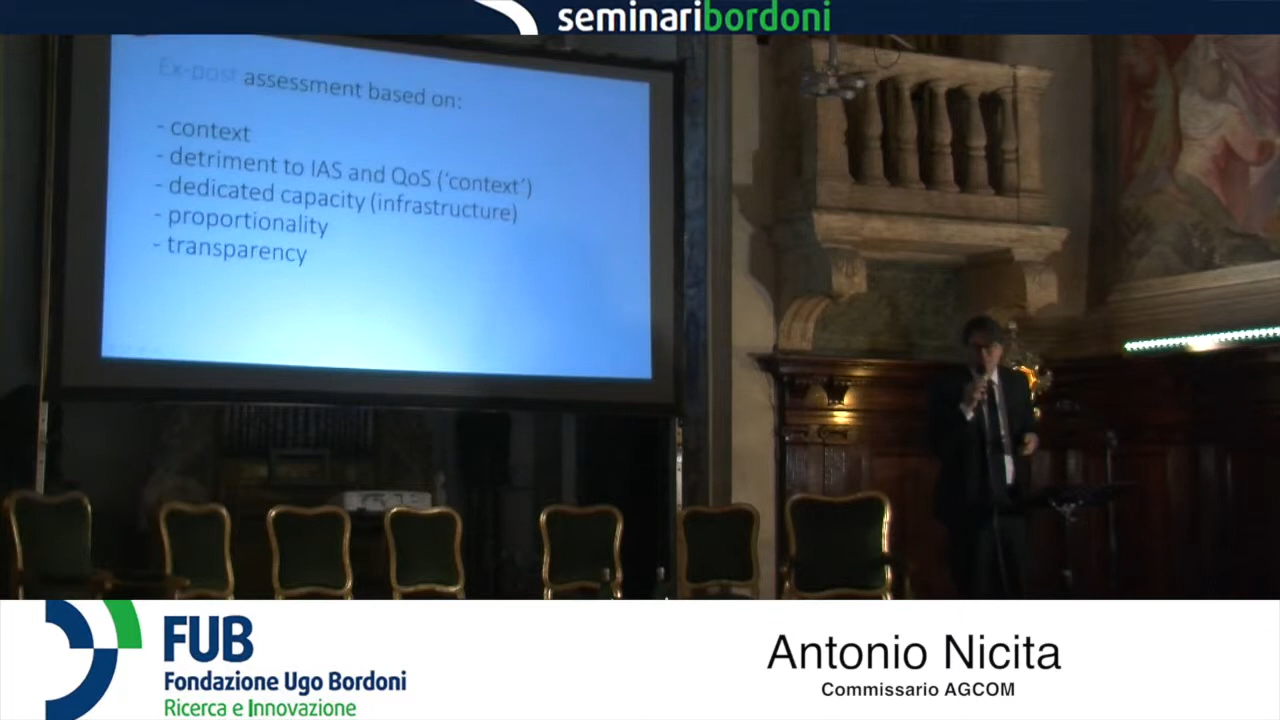 seminaribordoni
Ex-post assessment based on:
- context
- detriment to IAS and QoS (‘context’)
- dedicated capacity (infrastructure)
- proportionality
- transparency
FUB
Fondazione Ugo Bordoni
Ricerca e Innovazione
Antonio Nicita
Commissario AGCOM